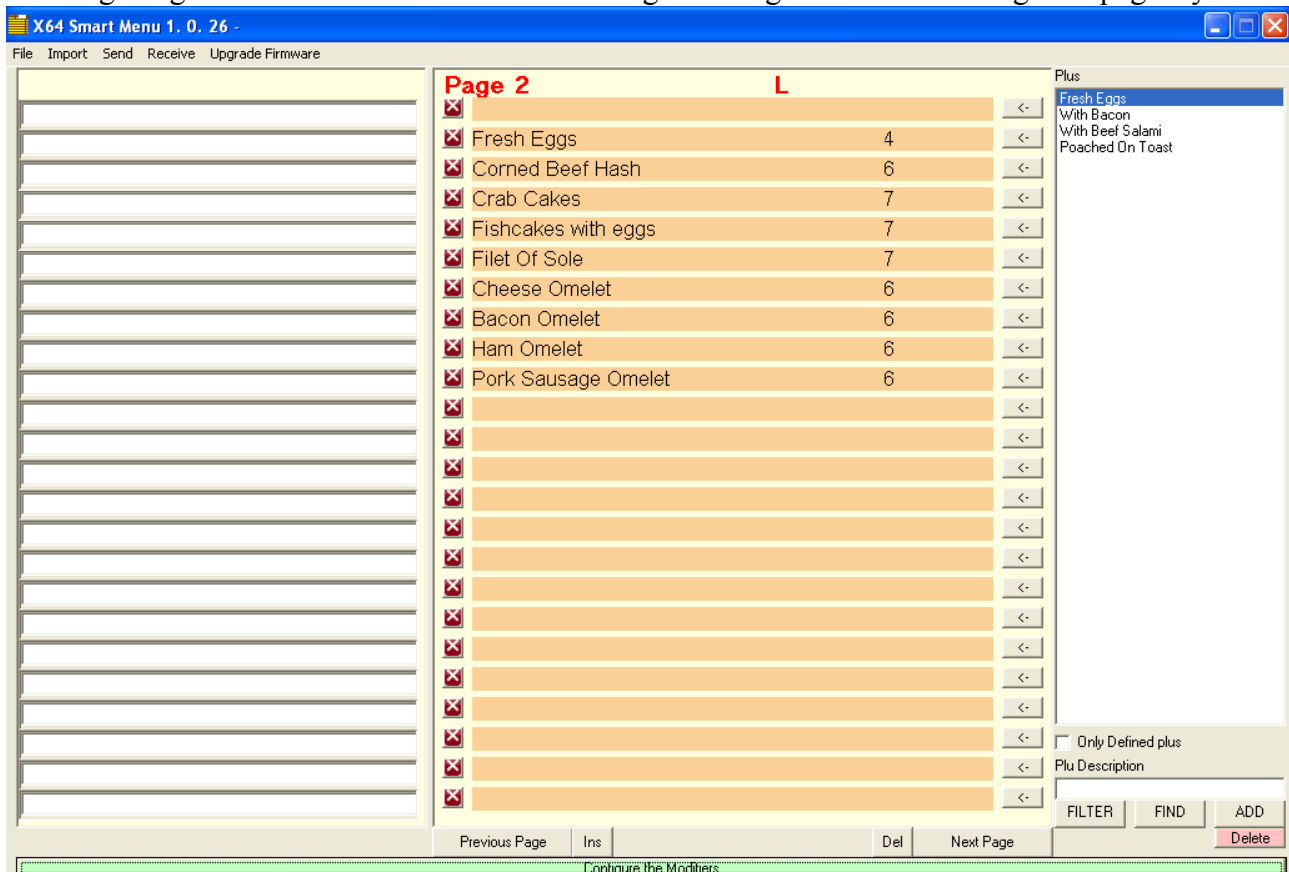 X64 Smart Menu 1. 0. 26 -
File Import Send Receive Upgrade Firmware
Page 2 L
<-
Fresh Eggs 4 <-
Corned Beef Hash 6 <-
Crab Cakes 7 <-
Fishcakes with eggs 7 <-
Filet Of Sole 7 <-
Cheese Omelet 6 <-
Bacon Omelet 6 <-
Ham Omelet 6 <-
Pork Sausage Omelet 6 <-
<-
<-
<-
<-
<-
<-
<-
<-
<-
<-
<-
<-
<-
<-
Previous Page Ins Del Next Page
Plus
Fresh Eggs
With Bacon
With Beef Salami
Poached On Toast
Only Defined plus
Plu Description
FILTER FIND ADD
Delete
Configure the Modifiers